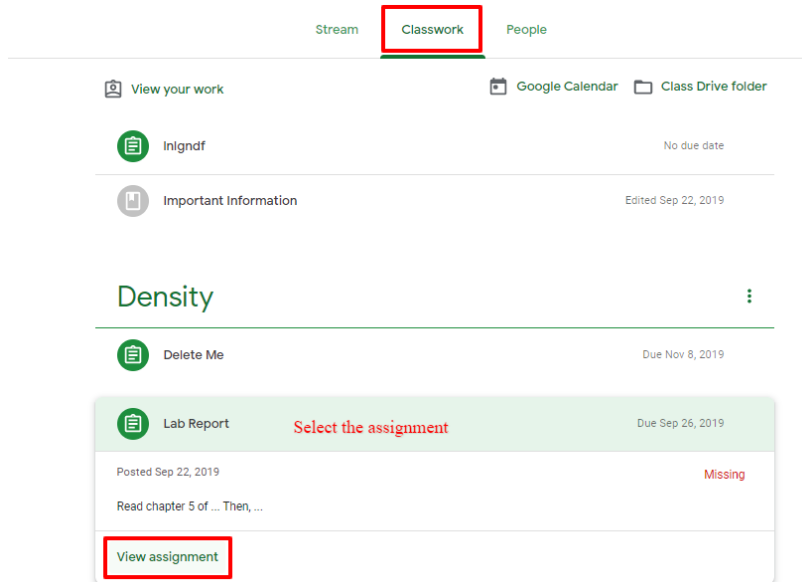 Stream Classwork People
View your work Google Calendar Class Drive folder
Inlgndf No due date
Important Information Edited Sep 22, 2019
Density
Delete Me Due Nov 8, 2019
Lab Report Select the assignment Due Sep 26, 2019
Posted Sep 22, 2019 Missing
Read chapter 5 of ... Then, ...
View assignment